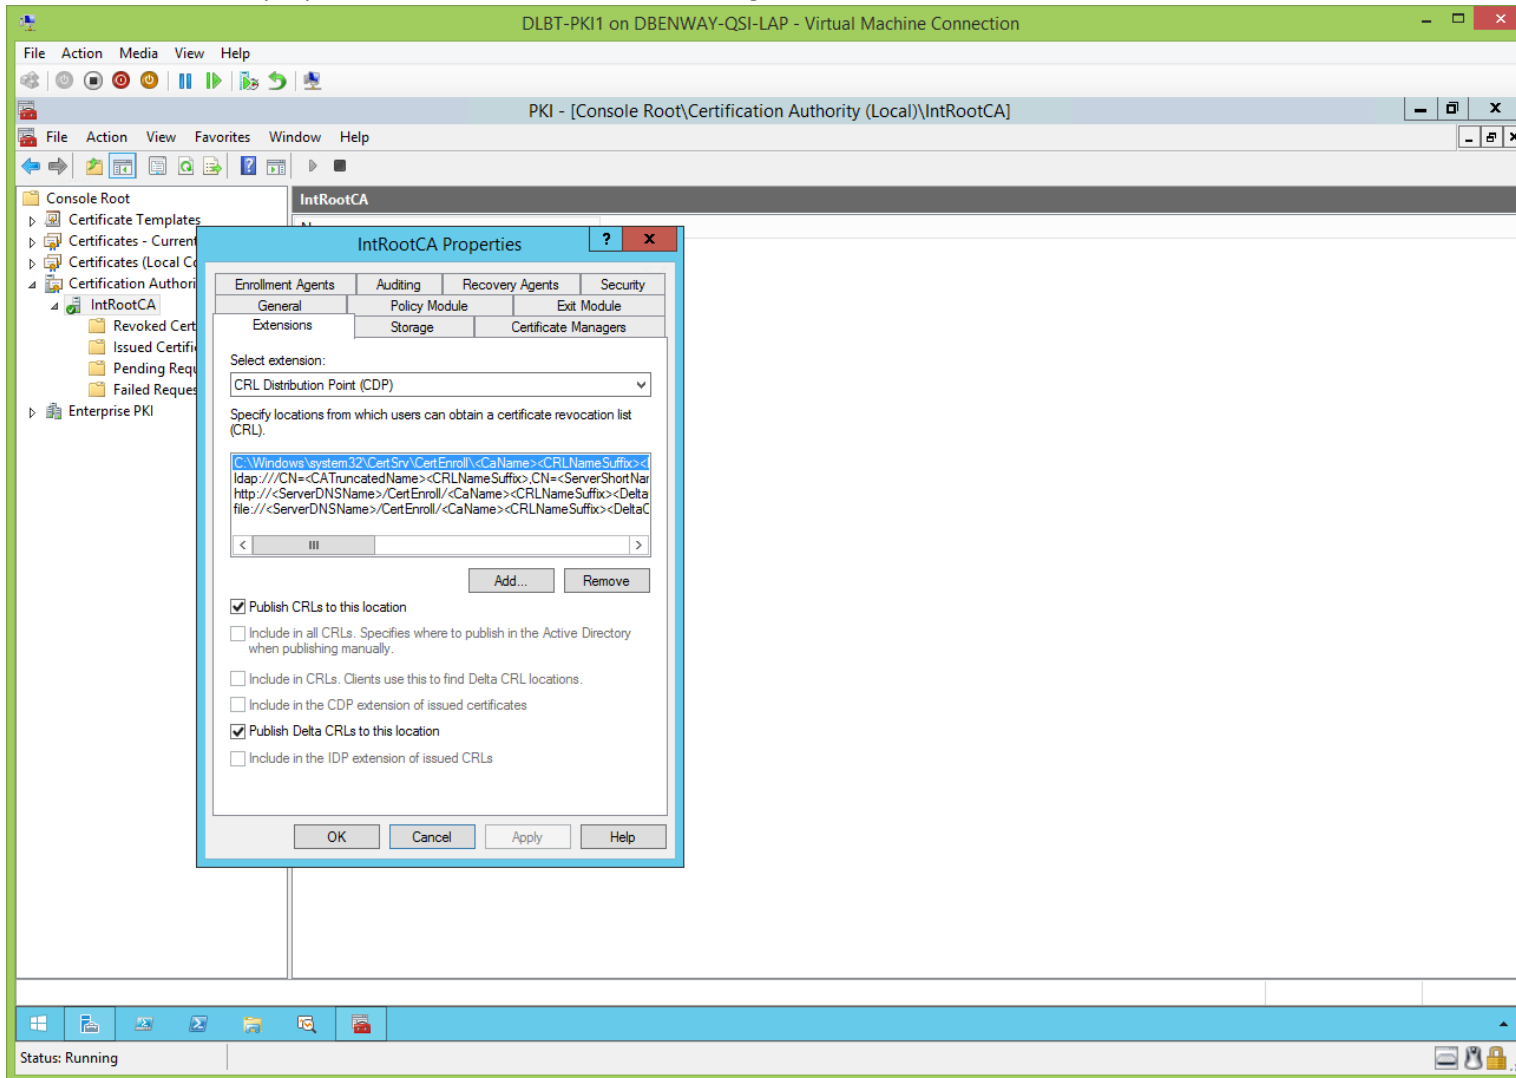 DLBT-PKI1 on DBENWAY-QSI-LAP - Virtual Machine Connection
File Action Media View Help
PKI - [Console Root\Certification Authority (Local)\IntRootCA]
File Action View Favorites Window Help
Console Root
IntRootCA
Certificate Templates
Certificates - Current
Certificates (Local Co
Certification Authori
IntRootCA
Revoked Cert
Issued Certifi
Pending Requ
Failed Reques
Enterprise PKI
IntRootCA Properties
Enrollment Agents Auditing Recovery Agents Security
General Policy Module Exit Module
Extensions Storage Certificate Managers
Select extension:
CRL Distribution Point (CDP)
Specify locations from which users can obtain a certificate revocation list
(CRL).
C:\Windows\system32\CertSrv\CertEnroll\<CaName><CRLNameSuffix><
ldap:///CN=<CATruncatedName><CRLNameSuffix>,CN=<ServerShortNar
http://<ServerDNSName>/CertEnroll/<CaName><CRLNameSuffix><Delta
file://<ServerDNSName>/CertEnroll/<CaName><CRLNameSuffix><DeltaC
Add... Remove
Publish CRLs to this location
Include in all CRLs. Specifies where to publish in the Active Directory
when publishing manually.
Include in CRLs. Clients use this to find Delta CRL locations.
Include in the CDP extension of issued certificates
Publish Delta CRLs to this location
Include in the IDP extension of issued CRLs
OK Cancel Apply Help
Status: Running